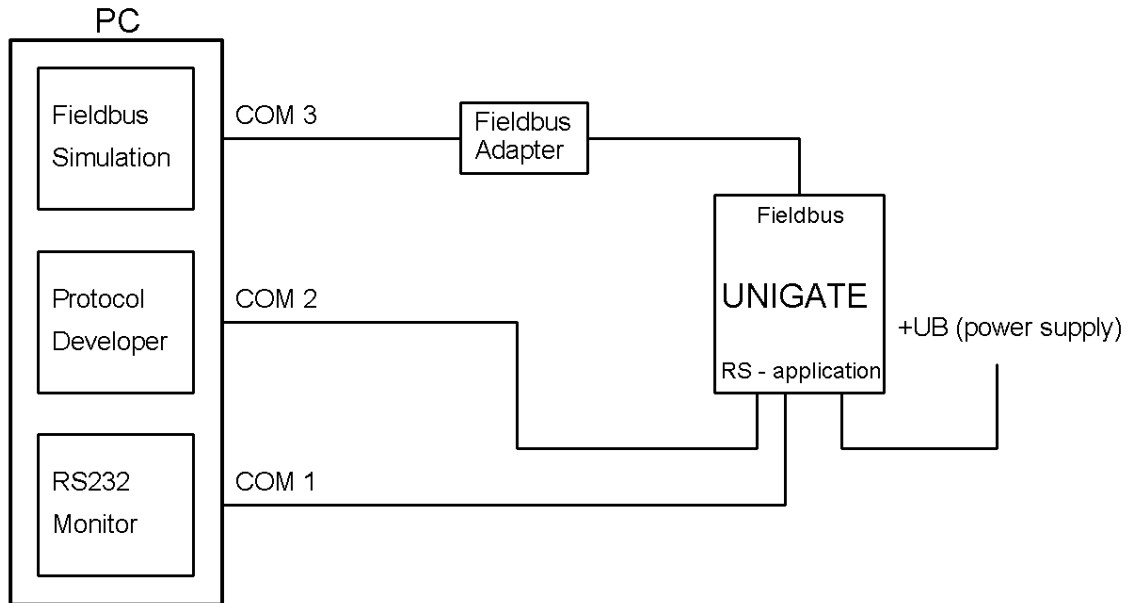 PC
Fieldbus
Simulation
COM 3
Fieldbus
Adapter
Fieldbus
UNIGATE
RS - application
+UB (power supply)
Protocol
Developer
COM 2
RS232
Monitor
COM 1